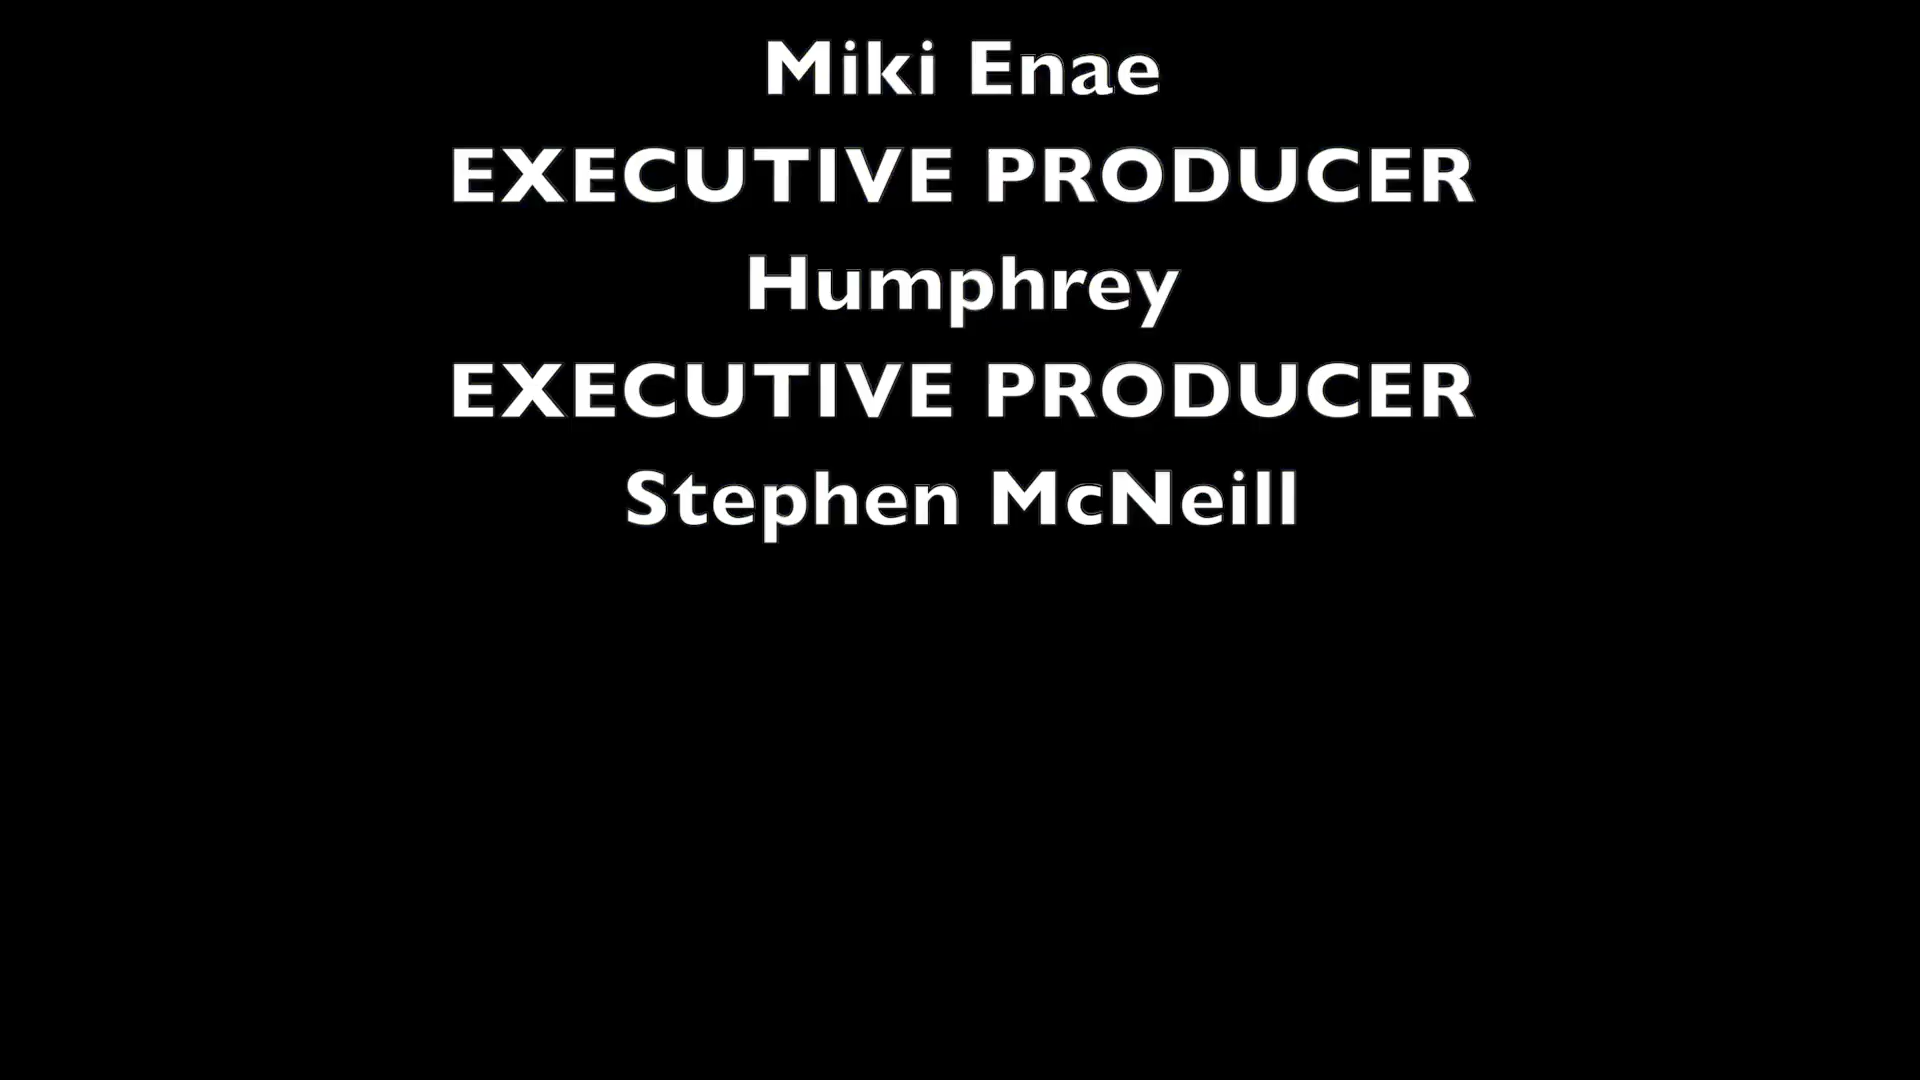 Miki Enae
EXECUTIVE PRODUCER
Humphrey
EXECUTIVE PRODUCER
Stephen McNeill